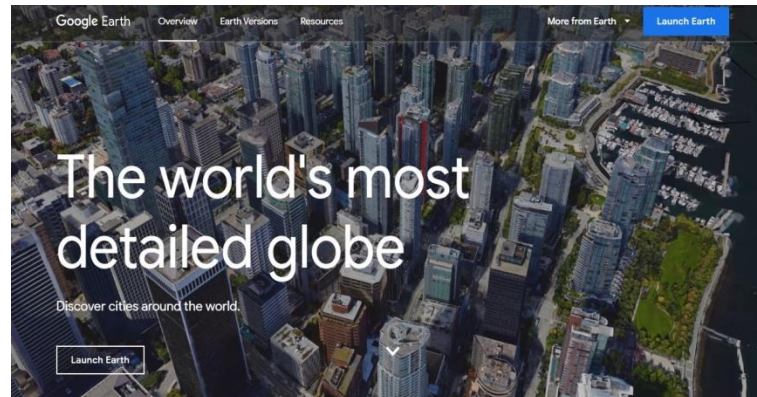 Google Earth Overview Earth Versions Resources More from Earth Launch Earth
The world's most
detailed globe
Discover cities around the world.
Launch Earth